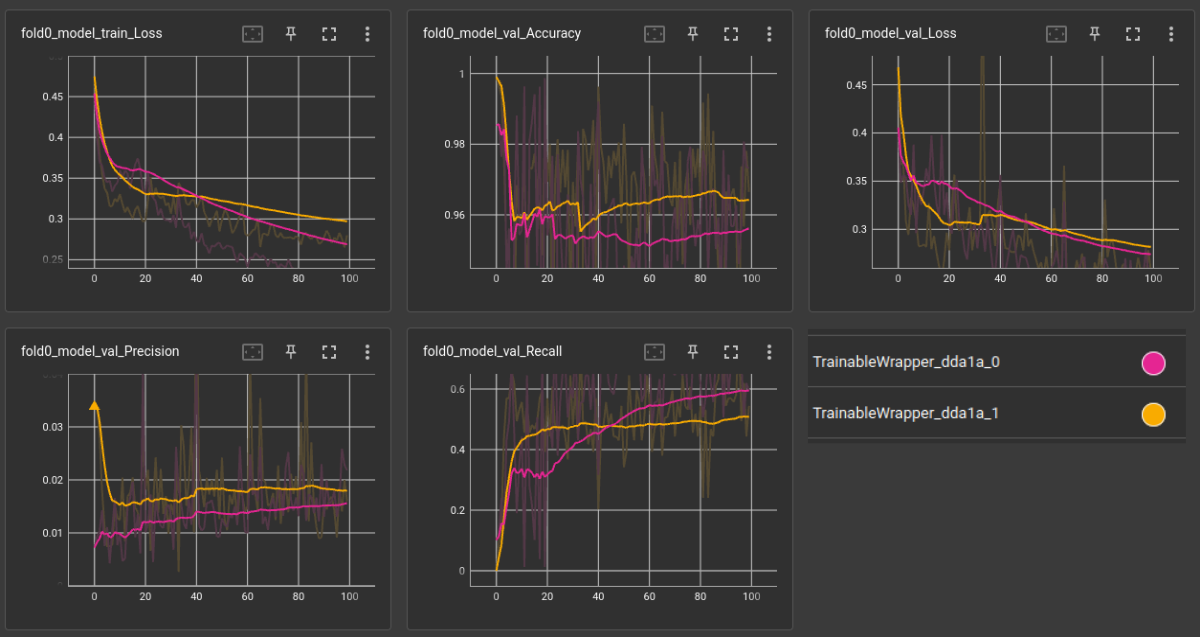 fold0_model_train_Loss
0.45
0.4
0.35
0.3
0.25
0 20 40 60 80 100
fold0_model_val_Accuracy
1
0.98
0.96
0 20 40 60 80 100
fold0_model_val_Loss
0.45
0.4
0.35
0.3
0 20 40 60 80 100
fold0_model_val_Precision
0.03
0.02
0.01
0 20 40 60 80 100
fold0_model_val_Recall
0.6
0.4
0.2
0
0 20 40 60 80 100
TrainableWrapper_dda1a_0
TrainableWrapper_dda1a_1